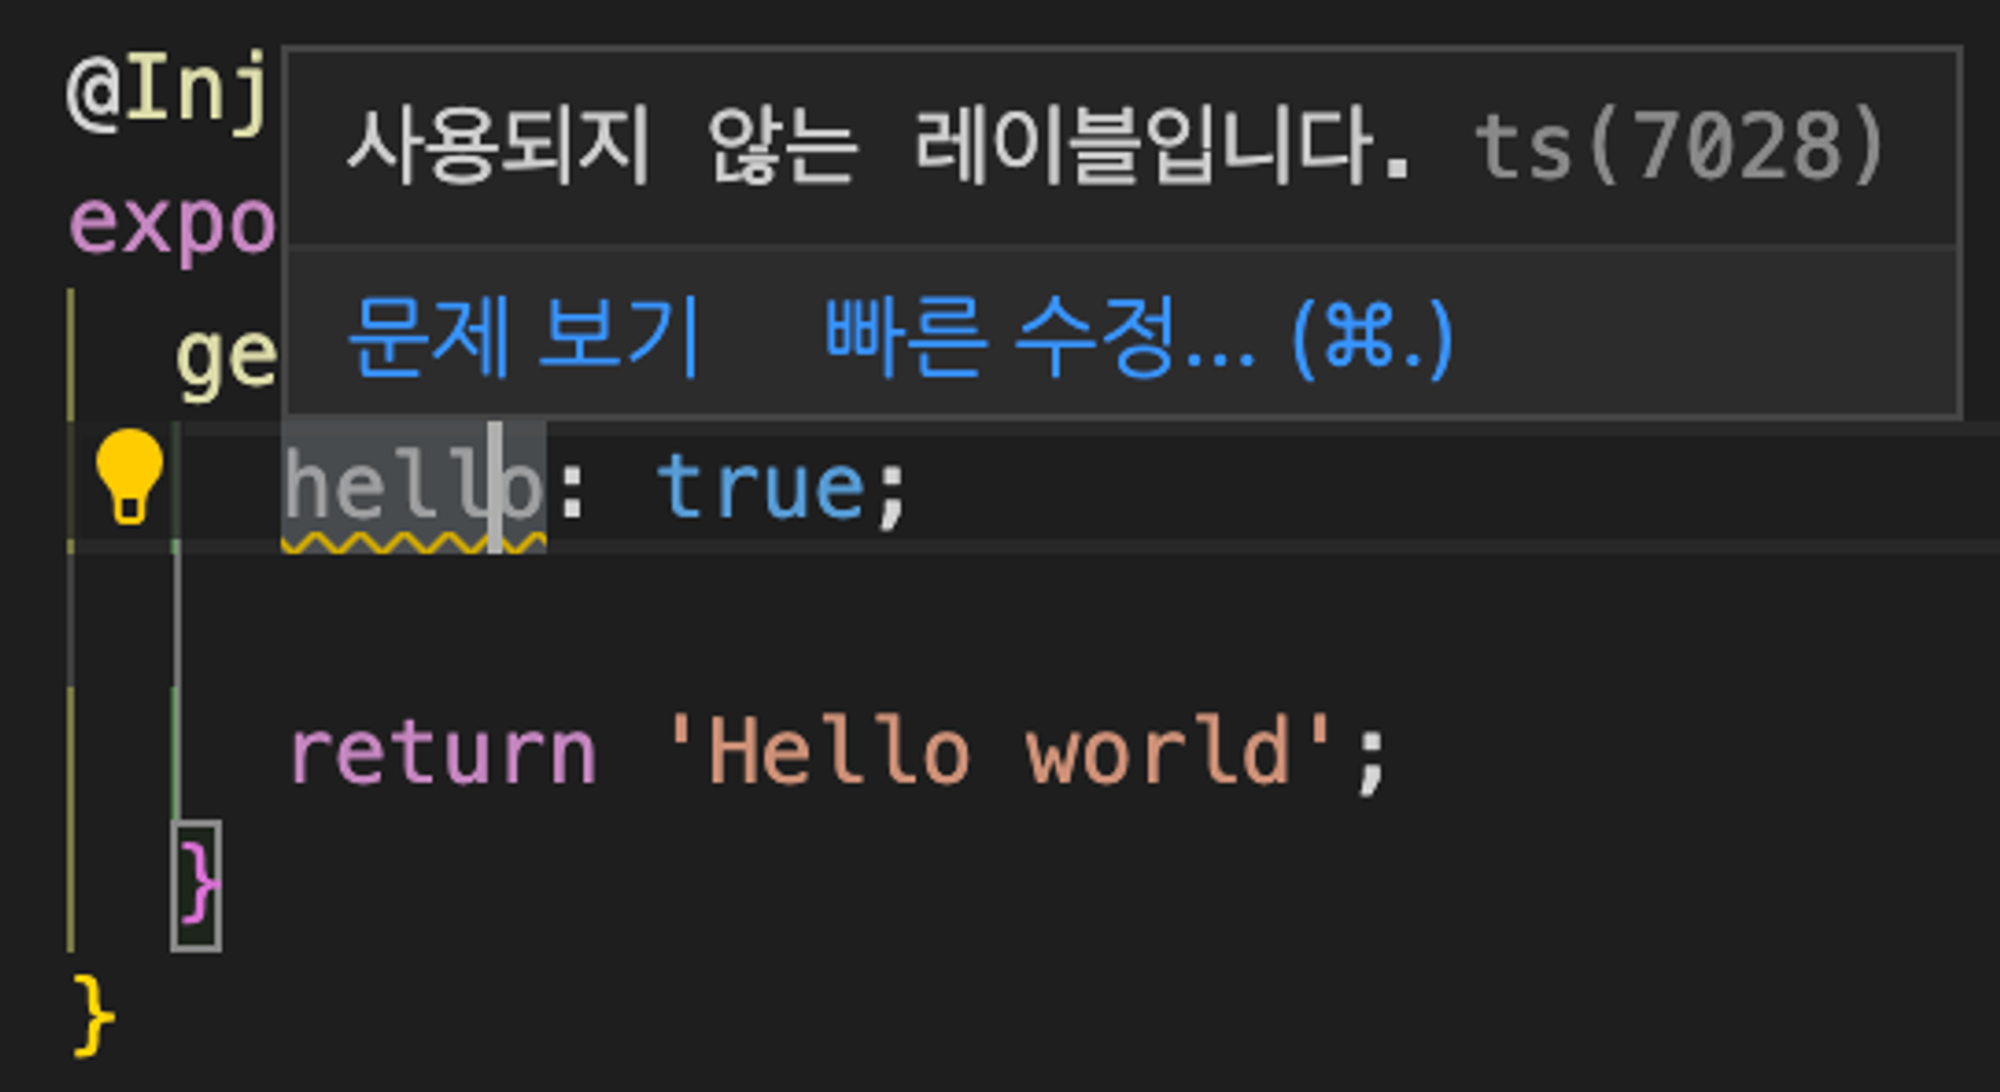 @Inj
사용되지 않는 레이블입니다. ts(7028)
expo
문제 보기 빠른 수정... (⌘.)
ge
hello: true;
return 'Hello world';
}
}